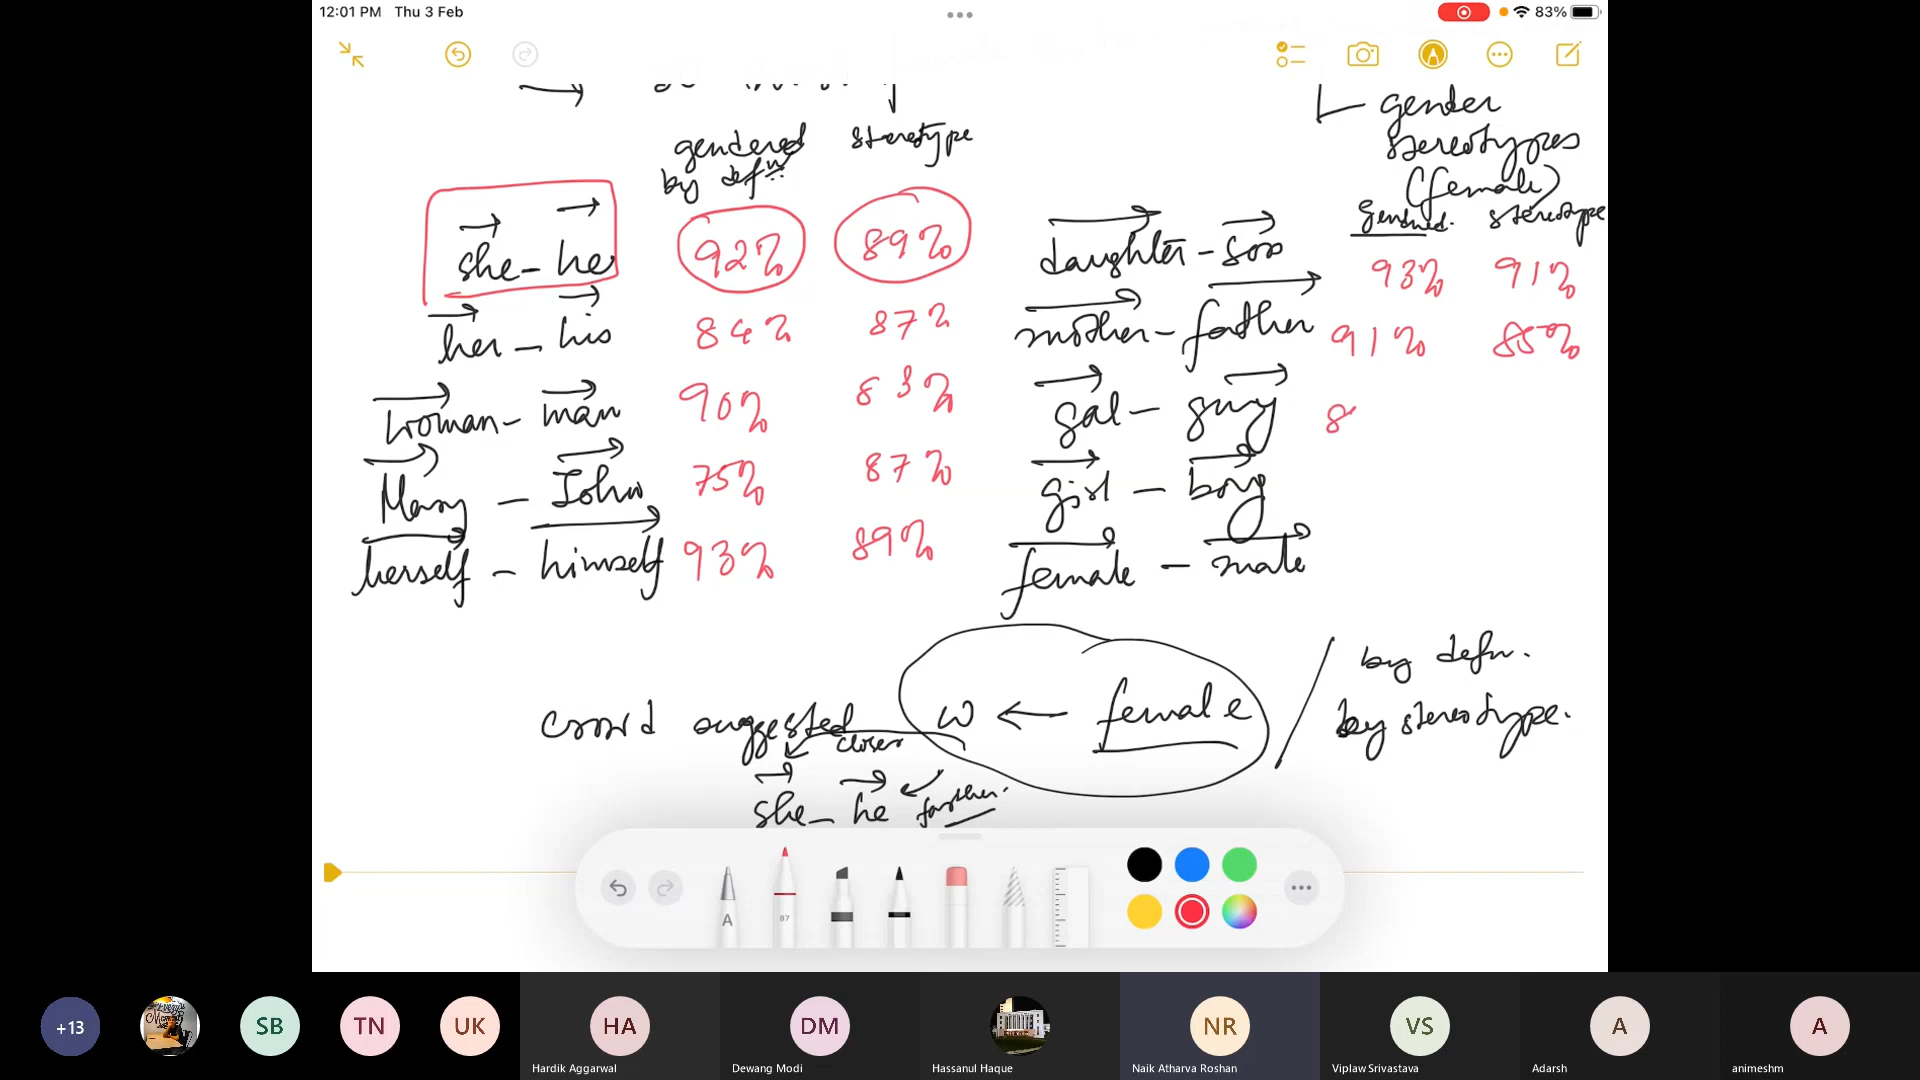 12:01 PM Thu 3 Feb
83%
gender
stereotypes
(female)
gendered stereotype
by defn
gendered. stereotype
she - he 92% 89%
daughter - son 93% 91%
her - his 84% 87%
mother - father 91% 85%
woman - man 90% 83%
gal - guy 8
Mary - John 75% 87%
girl - boy
herself - himself 93% 89%
female - male
crowd suggested w ← female / by defn.
by stereotype.
closer
she - he farther.
A 87
+13 SB TN UK HA DM NR VS A A
Hardik Aggarwal Dewang Modi Hassanul Haque Naik Atharva Roshan Viplaw Srivastava Adarsh animeshm